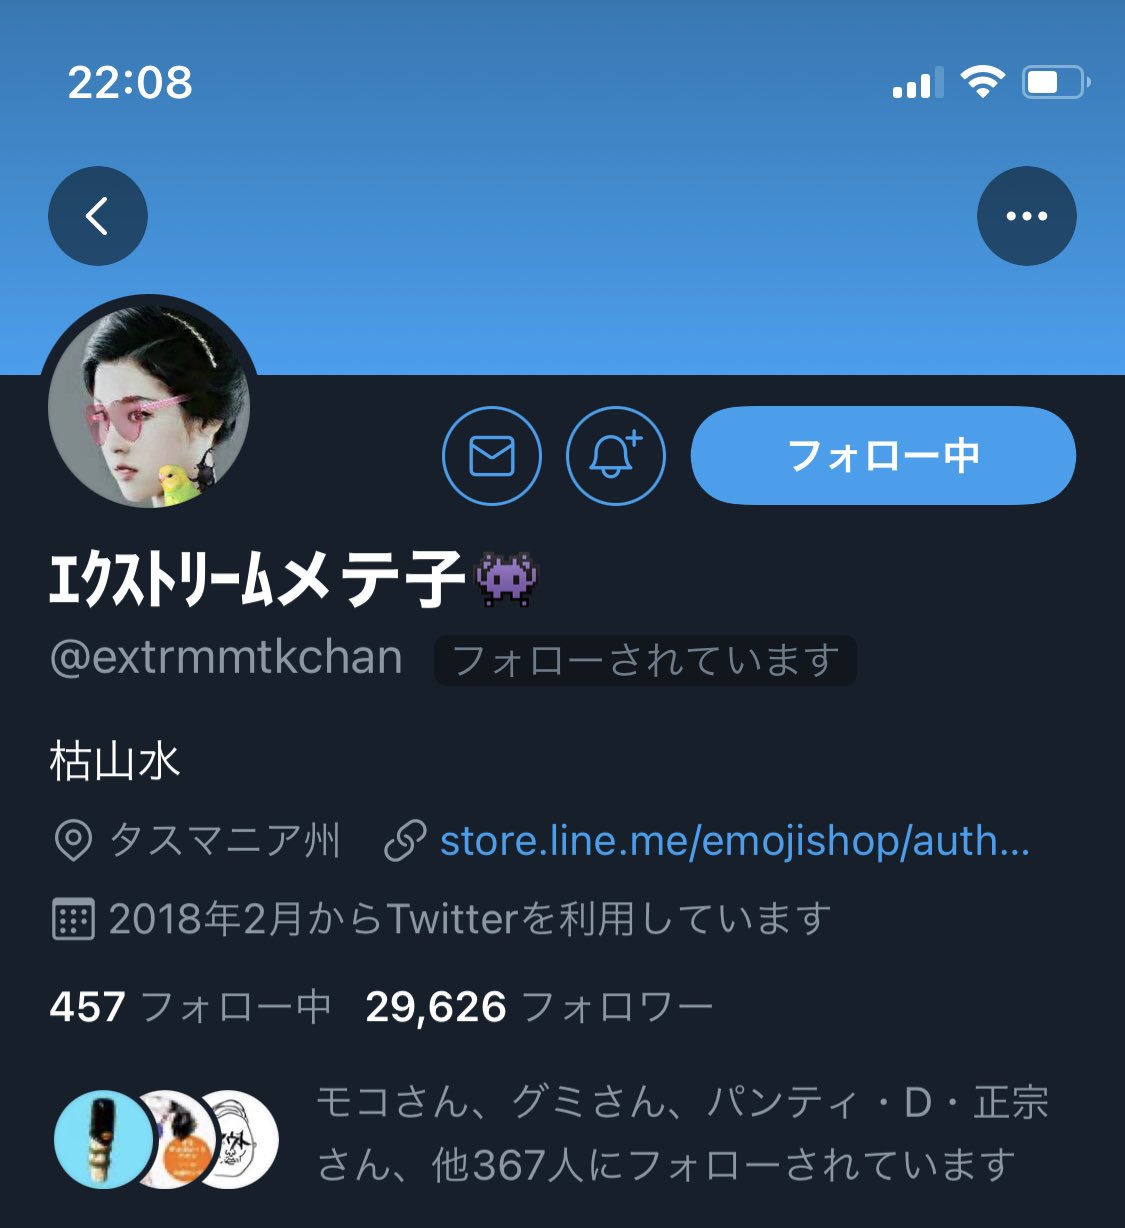 22:08
フォロー中
ｴｸｽﾄﾘｰﾑメテ子👾
@extrmmtkchan フォローされています
枯山水
タスマニア州 store.line.me/emojishop/auth...
2018年2月からTwitterを利用しています
457 フォロー中 29,626 フォロワー
モコさん、グミさん、パンティ・D・正宗
さん、他367人にフォローされています